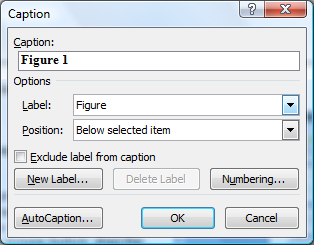 Caption
Caption:
Figure 1
Options
Label: Figure
Position: Below selected item
Exclude label from caption
New Label... Delete Label Numbering...
AutoCaption... OK Cancel